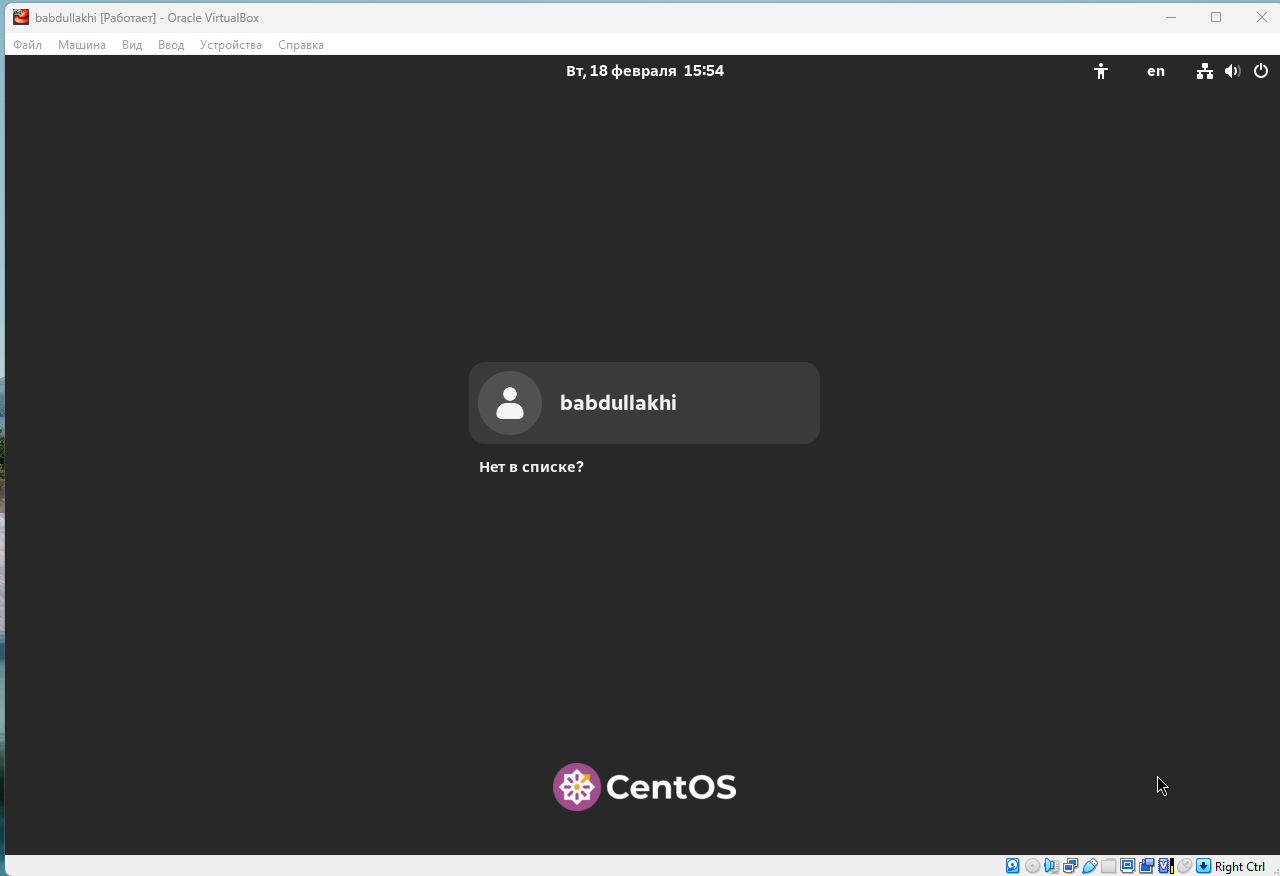 babdullakhi [Работает] - Oracle VirtualBox
Файл Машина Вид Ввод Устройства Справка
Вт, 18 февраля 15:54
en
babdullakhi
Нет в списке?
CentOS
Right Ctrl